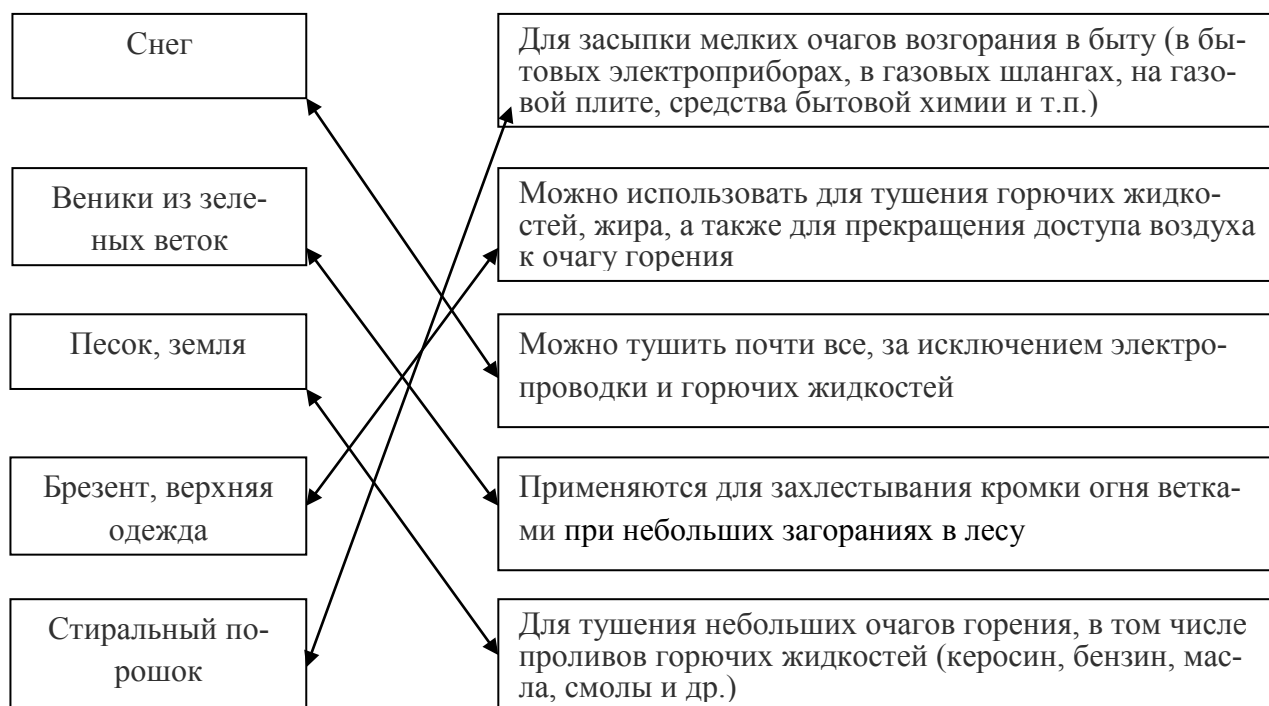 Снег
Для засыпки мелких очагов возгорания в быту (в бы-
товых электроприборах, в газовых шлангах, на газо-
вой плите, средства бытовой химии и т.п.)
Веники из зеле-
ных веток
Можно использовать для тушения горючих жидко-
стей, жира, а также для прекращения доступа воздуха
к очагу горения
Песок, земля
Можно тушить почти все, за исключением электро-
проводки и горючих жидкостей
Брезент, верхняя
одежда
Применяются для захлестывания кромки огня ветка-
ми при небольших загораниях в лесу
Стиральный по-
рошок
Для тушения небольших очагов горения, в том числе
проливов горючих жидкостей (керосин, бензин, мас-
ла, смолы и др.)